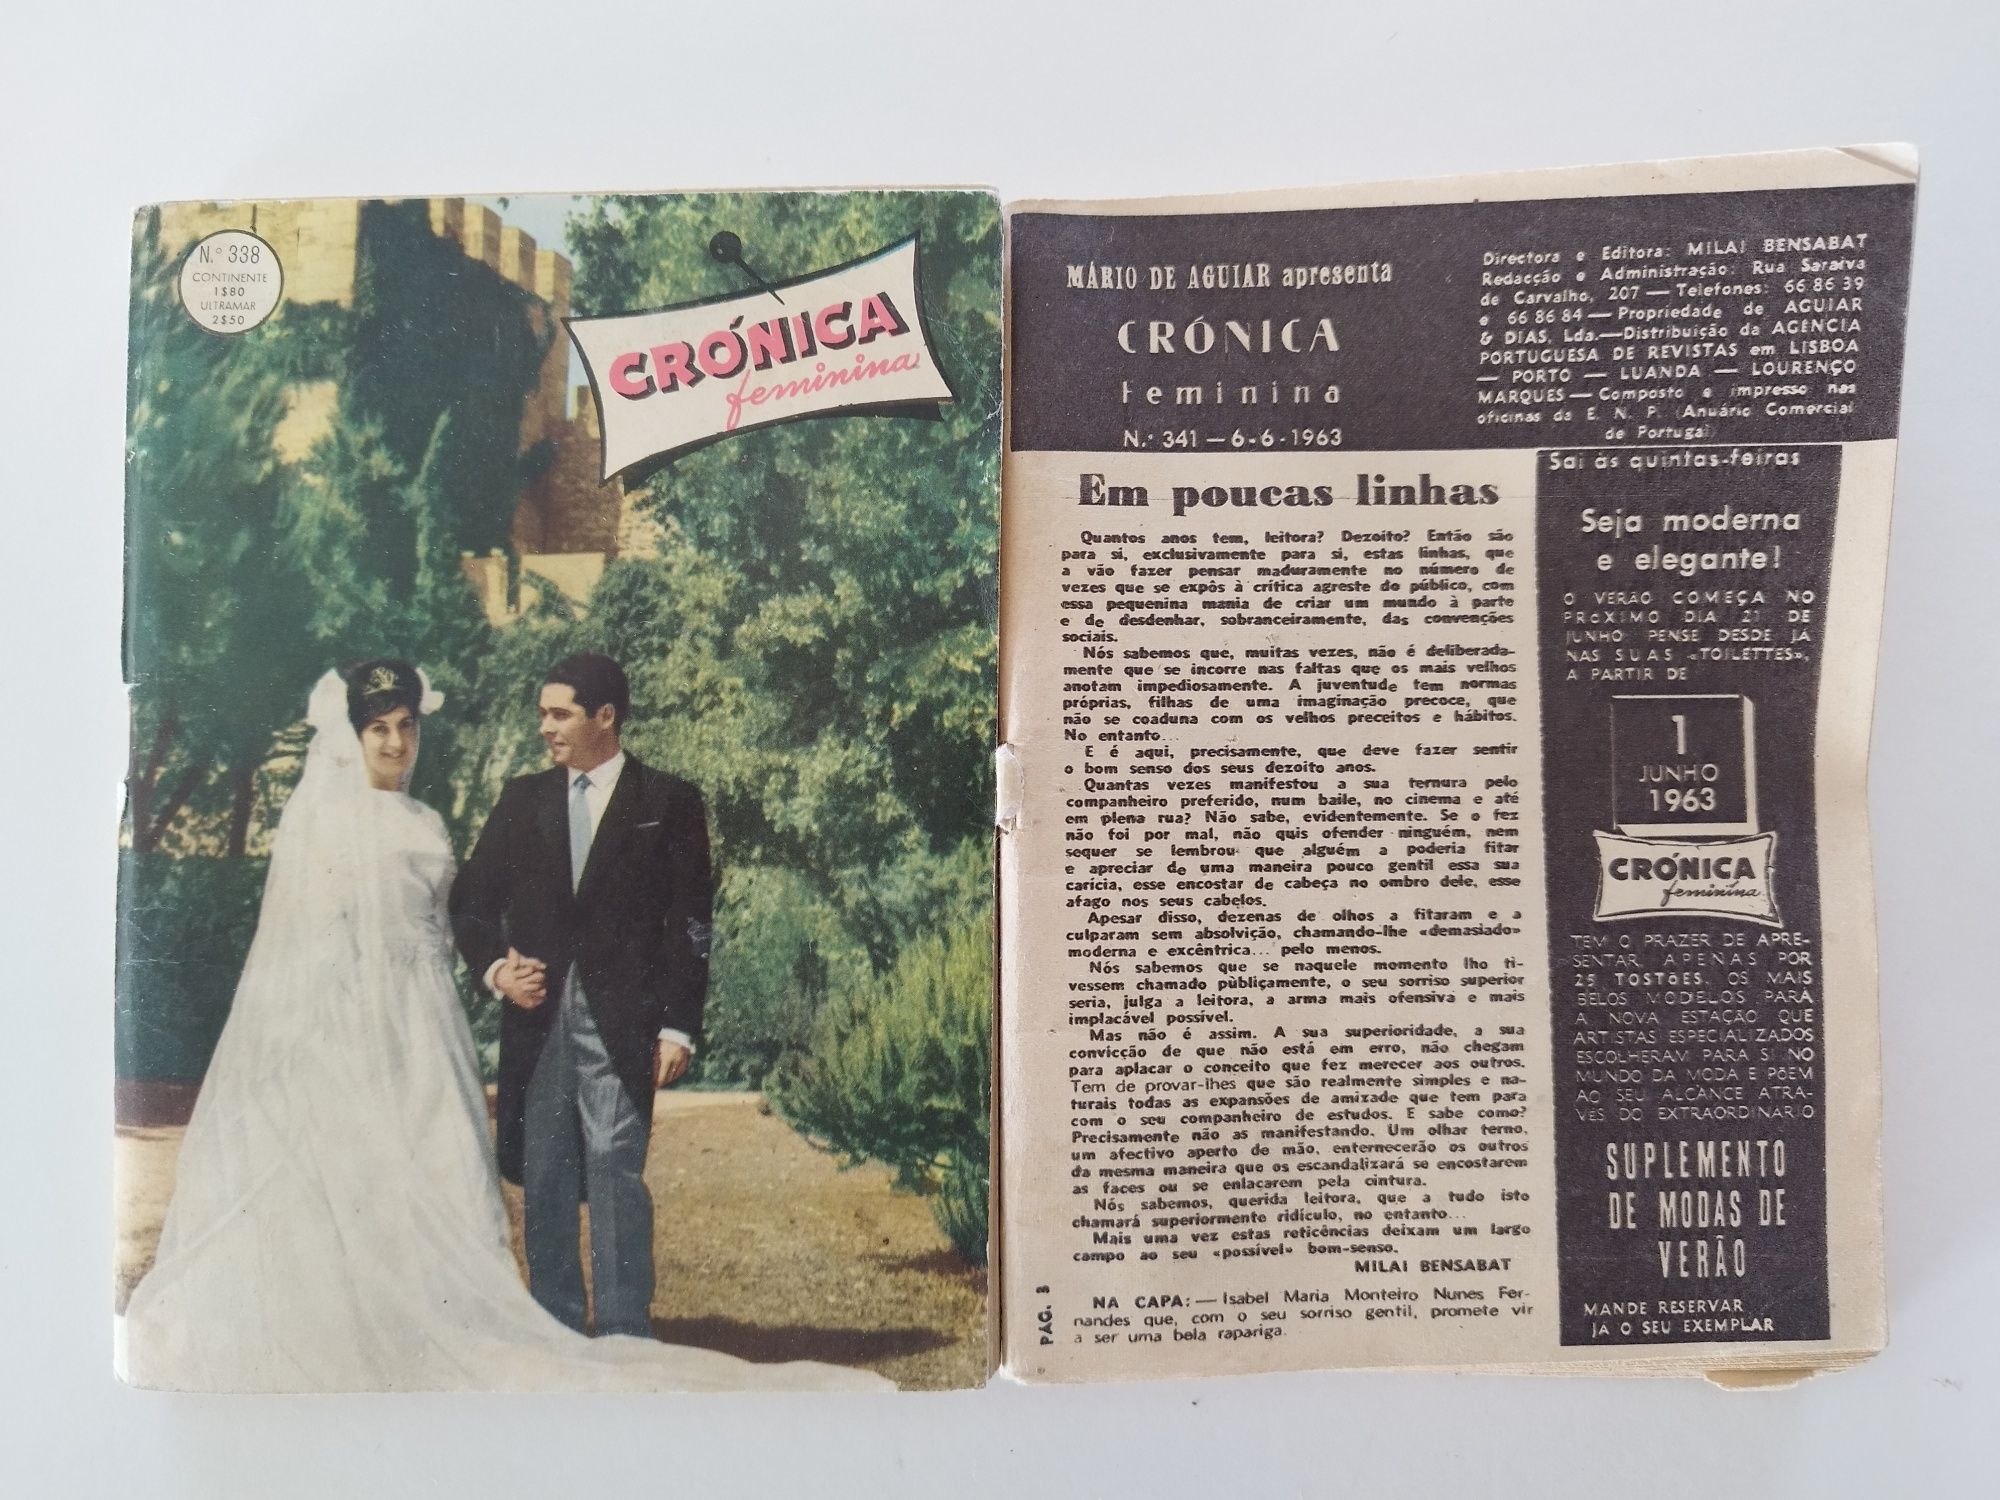 N.º 338
CONTINENTE
1$80
ULTRAMAR
2$50
CRÓNICA
feminina
MÁRIO DE AGUIAR apresenta
CRÓNICA
feminina
N.º 341 — 6-6-1963
Directora e Editora: MILAI BENSABAT
Redacção e Administração: Rua Saraiva
de Carvalho, 207 — Telefones: 66 86 39
e 66 86 84 — Propriedade de AGUIAR
& DIAS, Lda.—Distribuição da AGÊNCIA
PORTUGUESA DE REVISTAS em LISBOA
— PORTO — LUANDA — LOURENÇO
MARQUES — Composto e impresso nas
oficinas da E. N. P. (Anuário Comercial
de Portugal)
Sai às quintas-feiras
Em poucas linhas
Quantos anos tem, leitora? Dezoito? Então são
para si, exclusivamente para si, estas linhas, que
a vão fazer pensar maduramente no número de
vezes que se expôs à crítica agreste do público, com
essa pequenina mania de criar um mundo à parte
e de desdenhar, sobranceiramente, das convenções
sociais.
Nós sabemos que, muitas vezes, não é deliberada-
mente que se incorre nas faltas que os mais velhos
anotam impediosamente. A juventude tem normas
próprias, filhas de uma imaginação precoce, que
não se coaduna com os velhos preceitos e hábitos.
No entanto...
E é aqui, precisamente, que deve fazer sentir
o bom senso dos seus dezoito anos.
Quantas vezes manifestou a sua ternura pelo
companheiro preferido, num baile, no cinema e até
em plena rua? Não sabe, evidentemente. Se o fez
não foi por mal, não quis ofender ninguém, nem
sequer se lembrou que alguém a poderia fitar
e apreciar de uma maneira pouco gentil essa sua
carícia, esse encostar de cabeça no ombro dele, esse
afago nos seus cabelos.
Apesar disso, dezenas de olhos a fitaram e a
culparam sem absolvição, chamando-lhe «demasiado»
moderna e excêntrica... pelo menos.
Nós sabemos que se naquele momento lho ti-
vessem chamado pùblicamente, o seu sorriso superior
seria, julga a leitora, a arma mais ofensiva e mais
implacável possível.
Mas não é assim. A sua superioridade, a sua
convicção de que não está em erro, não chegam
para aplacar o conceito que fez merecer aos outros.
Tem de provar-lhes que são realmente simples e na-
turais todas as expansões de amizade que tem para
com o seu companheiro de estudos. E sabe como?
Precisamente não as manifestando. Um olhar terno,
um afectivo aperto de mão, enternecerão os outros
da mesma maneira que os escandalizará se encostarem
as faces ou se enlacarem pela cintura.
Nós sabemos, querida leitora, que a tudo isto
chamará superiormente ridículo, no entanto...
Mais uma vez estas reticências deixam um largo
campo ao seu «possível» bom-senso.
MILAI BENSABAT
NA CAPA: — Isabel Maria Monteiro Nunes Fer-
nandes que, com o seu sorriso gentil, promete vir
a ser uma bela rapariga.
PÁG. 3
Seja moderna
e elegante!
O VERÃO COMEÇA NO
PRÓXIMO DIA 21 DE
JUNHO PENSE DESDE JÁ
NAS SUAS «TOILETTES»,
A PARTIR DE
1
JUNHO
1963
CRÓNICA
feminina
TEM O PRAZER DE APRE-
SENTAR, APENAS POR
25 TOSTÕES, OS MAIS
BELOS MODELOS PARA
A NOVA ESTAÇÃO QUE
ARTISTAS ESPECIALIZADOS
ESCOLHERAM PARA SI NO
MUNDO DA MODA E PÕEM
AO SEU ALCANCE ATRA-
VÉS DO EXTRAORDINÁRIO
SUPLEMENTO
DE MODAS DE
VERÃO
MANDE RESERVAR
JÁ O SEU EXEMPLAR